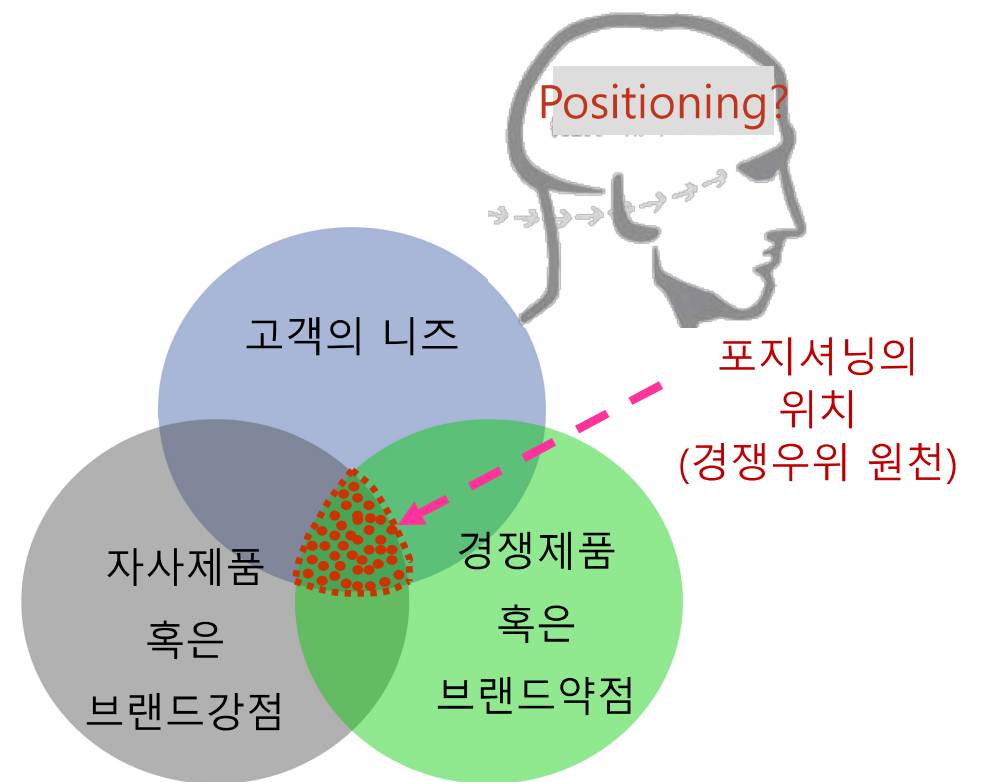 Positioning?
고객의 니즈
포지셔닝의
위치
(경쟁우위 원천)
자사제품
혹은
브랜드강점
경쟁제품
혹은
브랜드약점